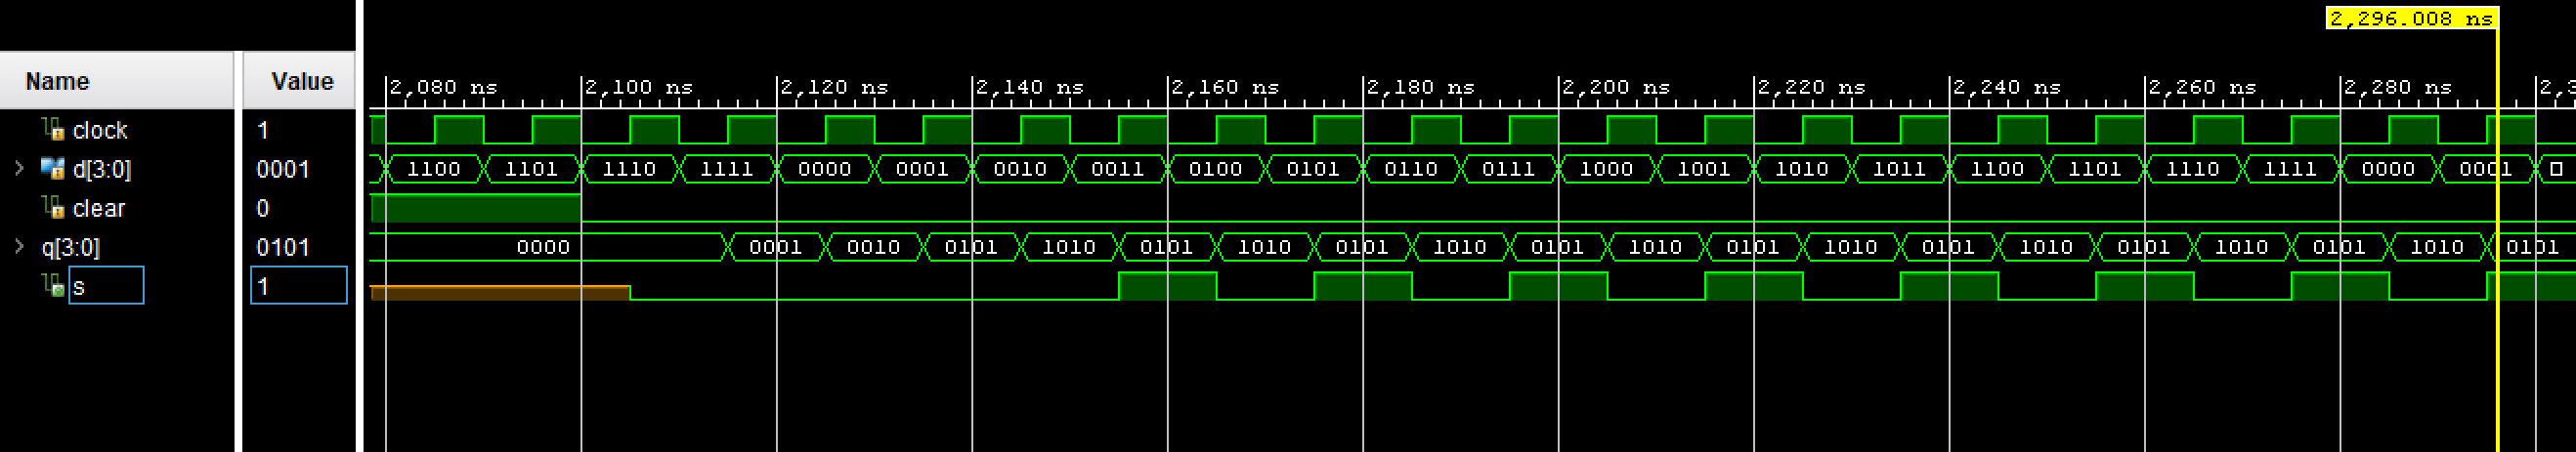 2,296.008 ns
Name Value
2,080 ns 2,100 ns 2,120 ns 2,140 ns 2,160 ns 2,180 ns 2,200 ns 2,220 ns 2,240 ns 2,260 ns 2,280 ns
clock 1
d[3:0] 0001 1100 1101 1110 1111 0000 0001 0010 0011 0100 0101 0110 0111 1000 1001 1010 1011 1100 1101 1110 1111 0000 0001
clear 0
q[3:0] 0101 0000 0001 0010 0101 1010 0101 1010 0101 1010 0101 1010 0101 1010 0101 1010 0101 1010 0101 1010 0101
s 1